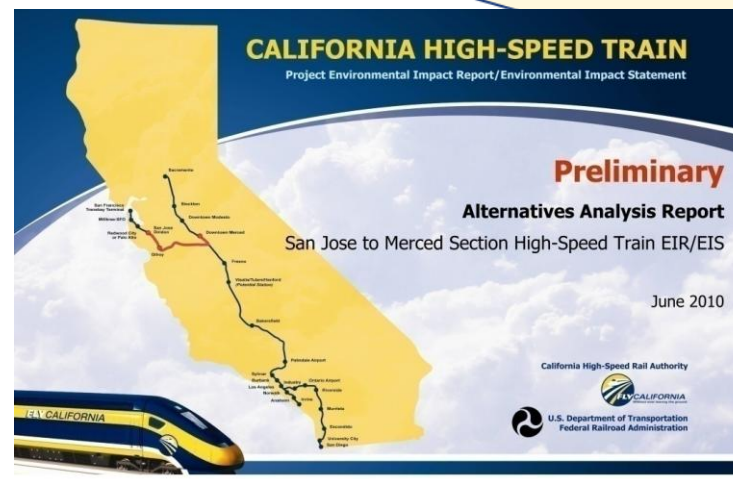 CALIFORNIA HIGH-SPEED TRAIN
Project Environmental Impact Report/Environmental Impact Statement
Preliminary
Alternatives Analysis Report
San Jose to Merced Section High-Speed Train EIR/EIS
June 2010
Sacramento
Stockton
San Francisco
Transbay Terminal
Downtown Modesto
Millbrae-SFO
San Jose
Diridon
Downtown Merced
Redwood City
or Palo Alto
Gilroy
Fresno
Visalia/Tulare/Hanford
(Potential Station)
Bakersfield
Palmdale Airport
Sylmar
Burbank
Los Angeles
Industry
Ontario Airport
Norwalk
Riverside
Anaheim
Murrieta
Escondido
University City
San Diego
California High-Speed Rail Authority
FLY CALIFORNIA
U.S. Department of Transportation
Federal Railroad Administration
FLY CALIFORNIA